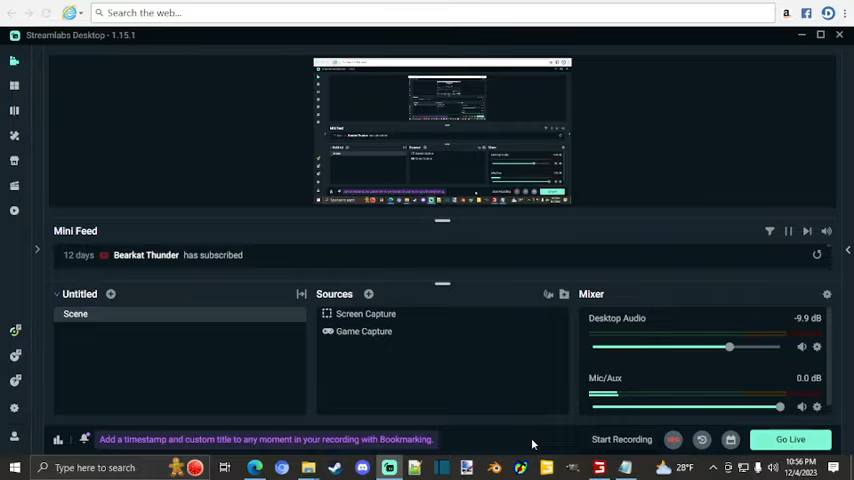 Search the web...
Streamlabs Desktop - 1.15.1
Mini Feed
12 days Bearkat Thunder has subscribed
Untitled
Scene
Sources
Screen Capture
Game Capture
Mixer
Desktop Audio -9.9 dB
Mic/Aux 0.0 dB
Add a timestamp and custom title to any moment in your recording with Bookmarking.
Start Recording
Go Live
Type here to search
28°F
10:56 PM
12/4/2023